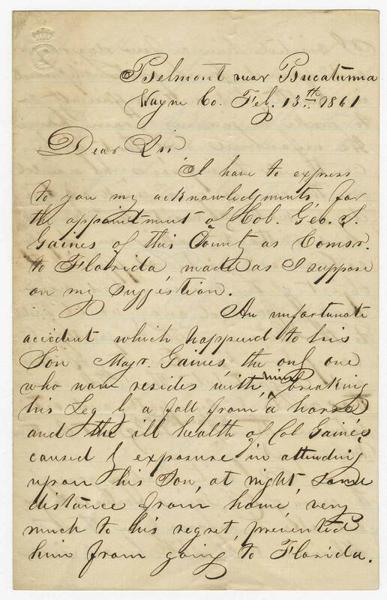 Belmont near Bucatunna
Wayne Co. Feb. 13th 1861
Dear Sir
I have to express
to you my acknowledgments for
the appointment of Col. Geo. S.
Gaines of this County as Comsr.
to Florida, made as I suppose
on my suggestion.
An unfortunate
accident which happend to his
Son Majr. Gaines, the only one
who now resides with him, breaking
his Leg by a fall from a horse
and the ill health of Col Gaines
caused by exposure in attending
upon his Son, at night, some
distance from home, very
much to his regret, prevented
him from going to Florida.